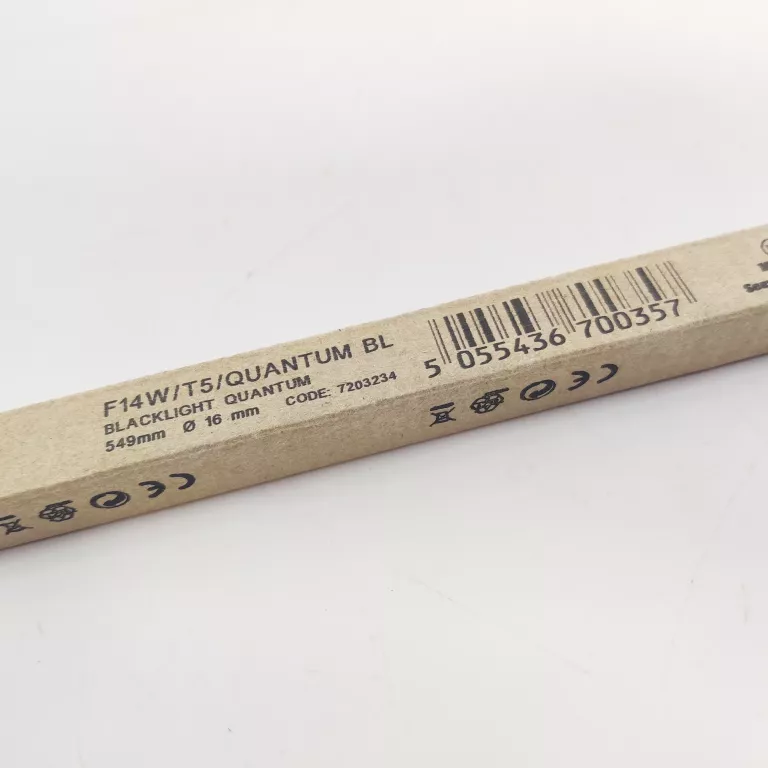 F14W/T5/QUANTUM BL
BLACKLIGHT QUANTUM
549mm Ø 16 mm CODE: 7203234
5 055436 700357